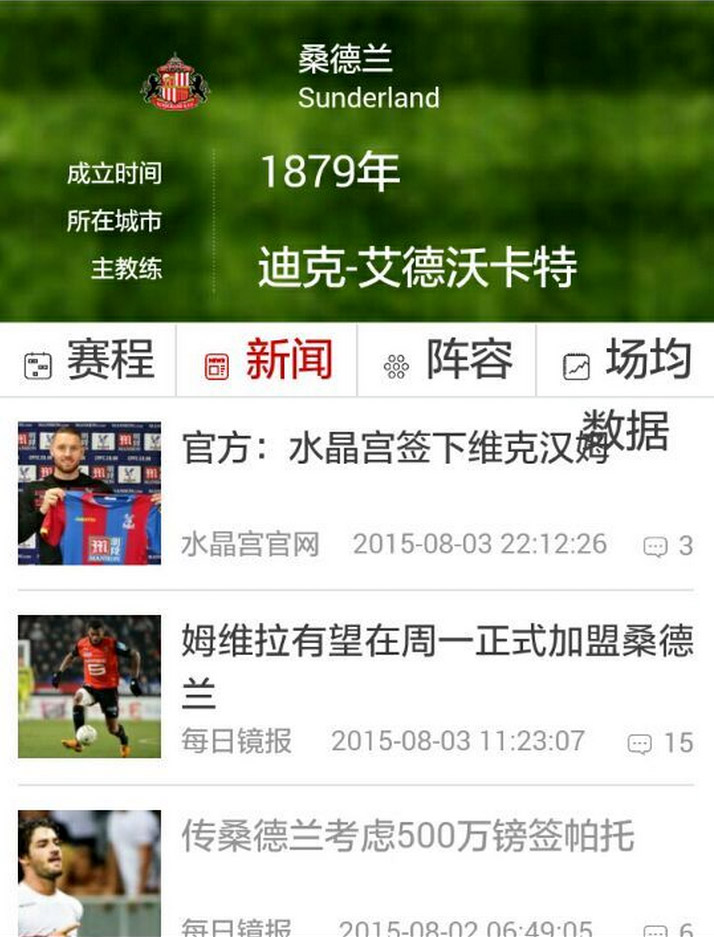 桑德兰
Sunderland
成立时间
1879年
所在城市
主教练
迪克-艾德沃卡特
赛程
新闻
阵容
场均
数据
官方：水晶宫签下维克汉姆
水晶宫官网 2015-08-03 22:12:26 3
姆维拉有望在周一正式加盟桑德
兰
每日镜报 2015-08-03 11:23:07 15
传桑德兰考虑500万镑签帕托
每日镜报 2015-08-02 06:49:05 6